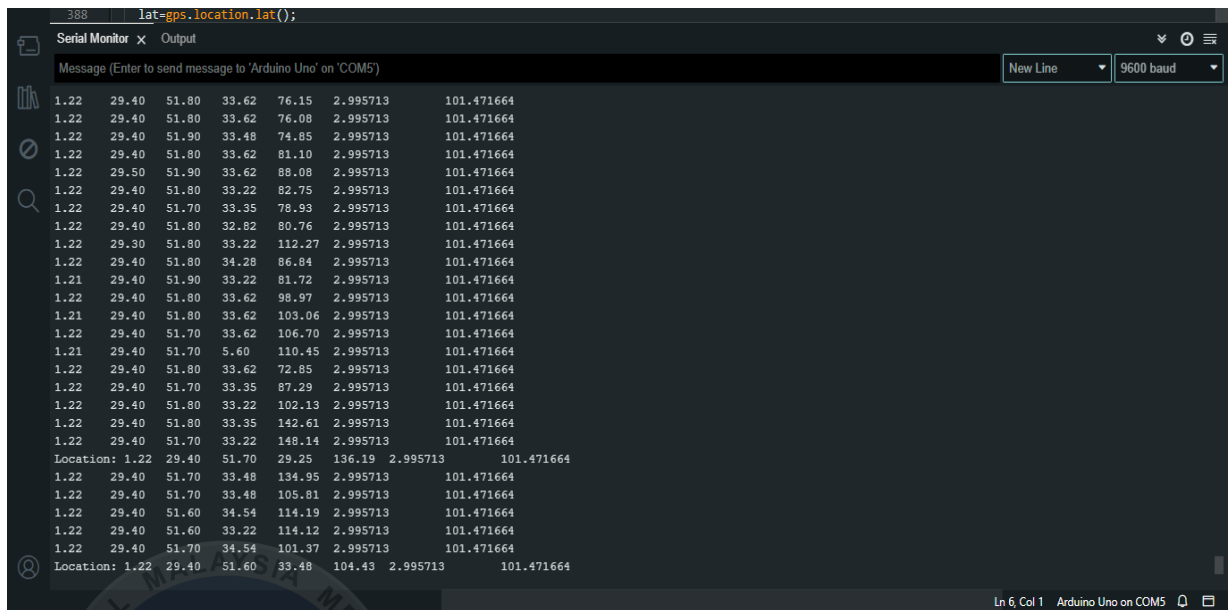 388 lat=gps.location.lat();
Serial Monitor x Output
Message (Enter to send message to 'Arduino Uno' on 'COM5') New Line 9600 baud
1.22 29.40 51.80 33.62 76.15 2.995713 101.471664
1.22 29.40 51.80 33.62 76.08 2.995713 101.471664
1.22 29.40 51.90 33.48 74.85 2.995713 101.471664
1.22 29.40 51.80 33.62 81.10 2.995713 101.471664
1.22 29.50 51.90 33.62 88.08 2.995713 101.471664
1.22 29.40 51.80 33.22 82.75 2.995713 101.471664
1.22 29.40 51.70 33.35 78.93 2.995713 101.471664
1.22 29.40 51.80 32.82 80.76 2.995713 101.471664
1.22 29.30 51.80 33.22 112.27 2.995713 101.471664
1.22 29.40 51.80 34.28 86.84 2.995713 101.471664
1.21 29.40 51.90 33.22 81.72 2.995713 101.471664
1.22 29.40 51.80 33.62 98.97 2.995713 101.471664
1.21 29.40 51.80 33.62 103.06 2.995713 101.471664
1.22 29.40 51.70 33.62 106.70 2.995713 101.471664
1.21 29.40 51.70 5.60 110.45 2.995713 101.471664
1.22 29.40 51.80 33.62 72.85 2.995713 101.471664
1.22 29.40 51.70 33.35 87.29 2.995713 101.471664
1.22 29.40 51.80 33.22 102.13 2.995713 101.471664
1.22 29.40 51.80 33.35 142.61 2.995713 101.471664
1.22 29.40 51.70 33.22 148.14 2.995713 101.471664
Location: 1.22 29.40 51.70 29.25 136.19 2.995713 101.471664
1.22 29.40 51.70 33.48 134.95 2.995713 101.471664
1.22 29.40 51.70 33.48 105.81 2.995713 101.471664
1.22 29.40 51.60 34.54 114.19 2.995713 101.471664
1.22 29.40 51.60 33.22 114.12 2.995713 101.471664
1.22 29.40 51.70 34.54 101.37 2.995713 101.471664
Location: 1.22 29.40 51.60 33.48 104.43 2.995713 101.471664
MALAYSIA
Ln 6, Col 1 Arduino Uno on COM5